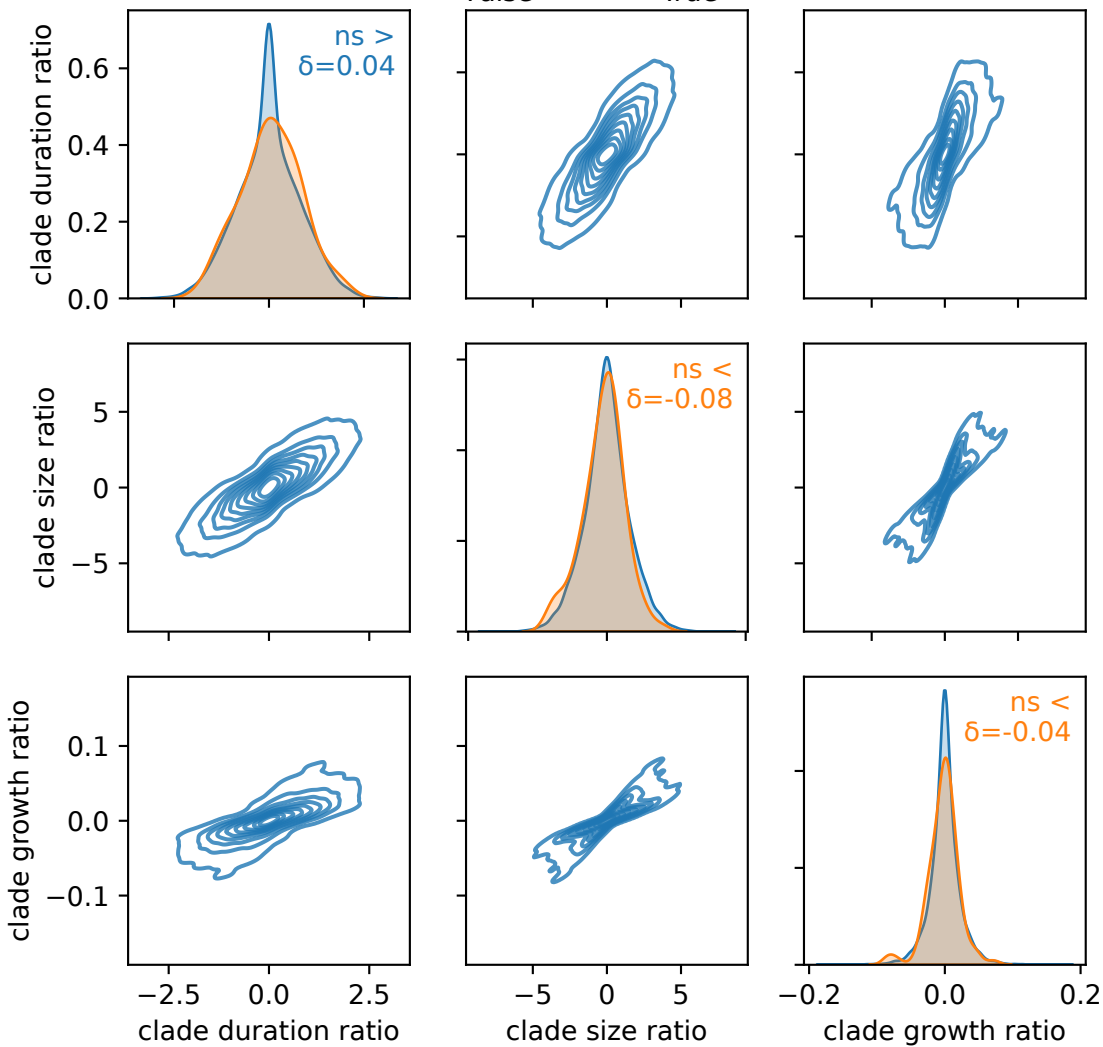 clade duration ratio
0.6
0.4
0.2
0.0
ns >
δ=0.04
clade size ratio
5
0
−5
ns <
δ=-0.08
clade growth ratio
0.1
0.0
−0.1
ns <
δ=-0.04
−2.5 0.0 2.5
clade duration ratio
−5 0 5
clade size ratio
−0.2 0.0 0.2
clade growth ratio